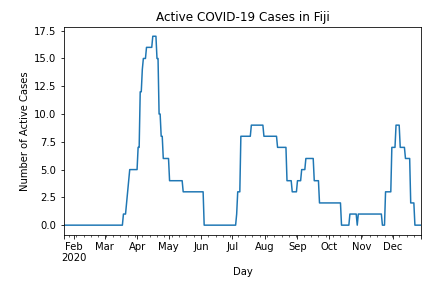 Active COVID-19 Cases in Fiji
Number of Active Cases
17.5
15.0
12.5
10.0
7.5
5.0
2.5
0.0
Feb Mar Apr May Jun Jul Aug Sep Oct Nov Dec
2020
Day